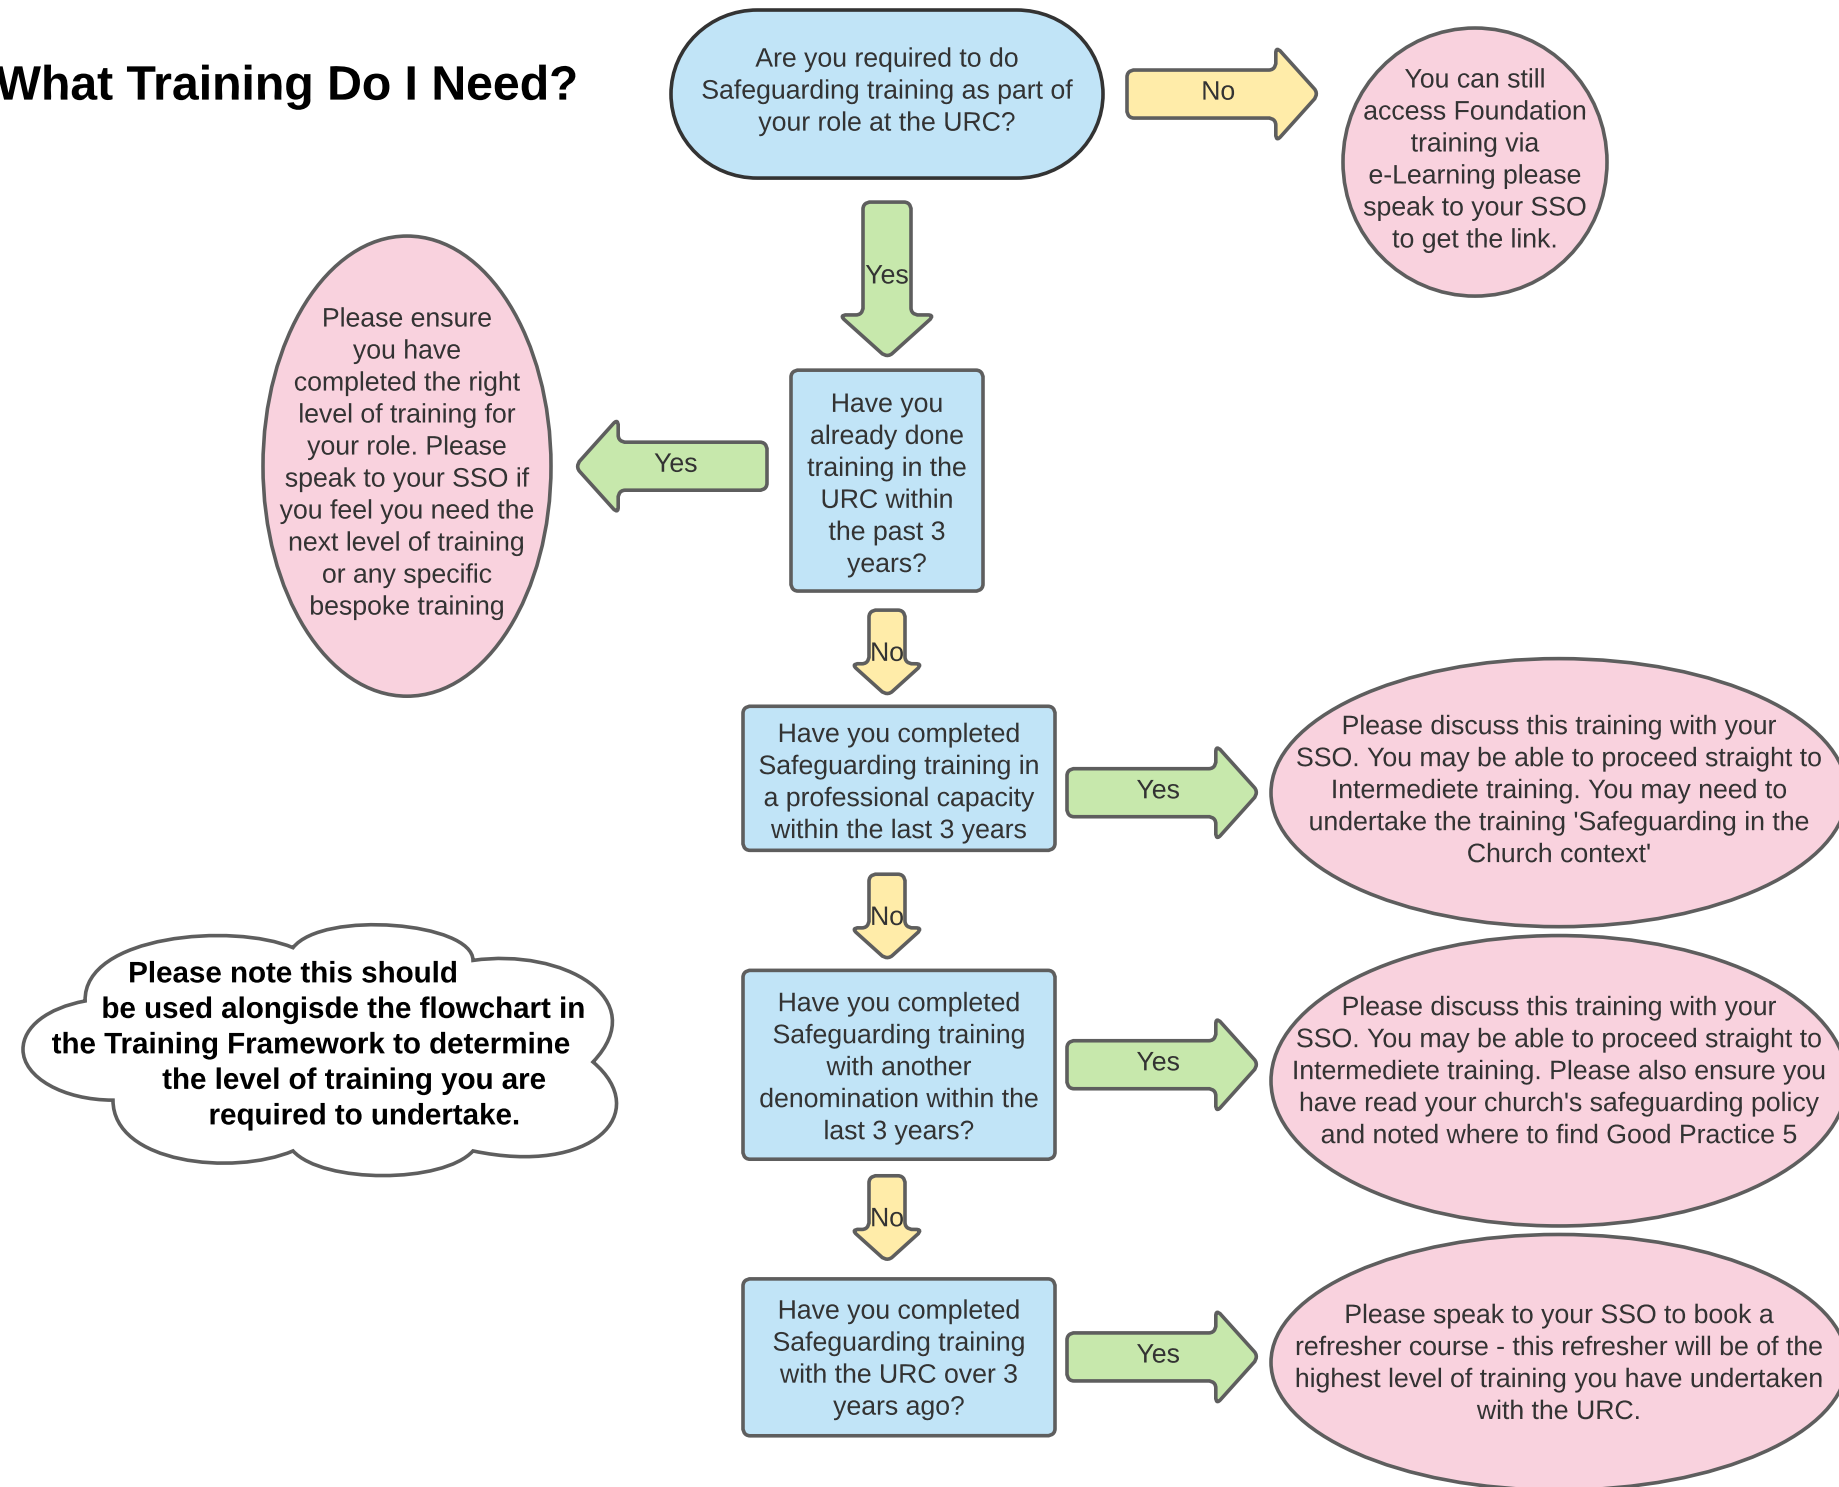 What Training Do I Need?
Are you required to do
Safeguarding training as part of
your role at the URC?
No
You can still
access Foundation
training via
e-Learning please
speak to your SSO
to get the link.
Yes
Have you
already done
training in the
URC within
the past 3
years?
Yes
Please ensure
you have
completed the right
level of training for
your role. Please
speak to your SSO if
you feel you need the
next level of training
or any specific
bespoke training
No
Have you completed
Safeguarding training in
a professional capacity
within the last 3 years
Yes
Please discuss this training with your
SSO. You may be able to proceed straight to
Intermediete training. You may need to
undertake the training 'Safeguarding in the
Church context'
No
Have you completed
Safeguarding training
with another
denomination within the
last 3 years?
Yes
Please discuss this training with your
SSO. You may be able to proceed straight to
Intermediete training. Please also ensure you
have read your church's safeguarding policy
and noted where to find Good Practice 5
Please note this should
be used alongisde the flowchart in
the Training Framework to determine
the level of training you are
required to undertake.
No
Have you completed
Safeguarding training
with the URC over 3
years ago?
Yes
Please speak to your SSO to book a
refresher course - this refresher will be of the
highest level of training you have undertaken
with the URC.